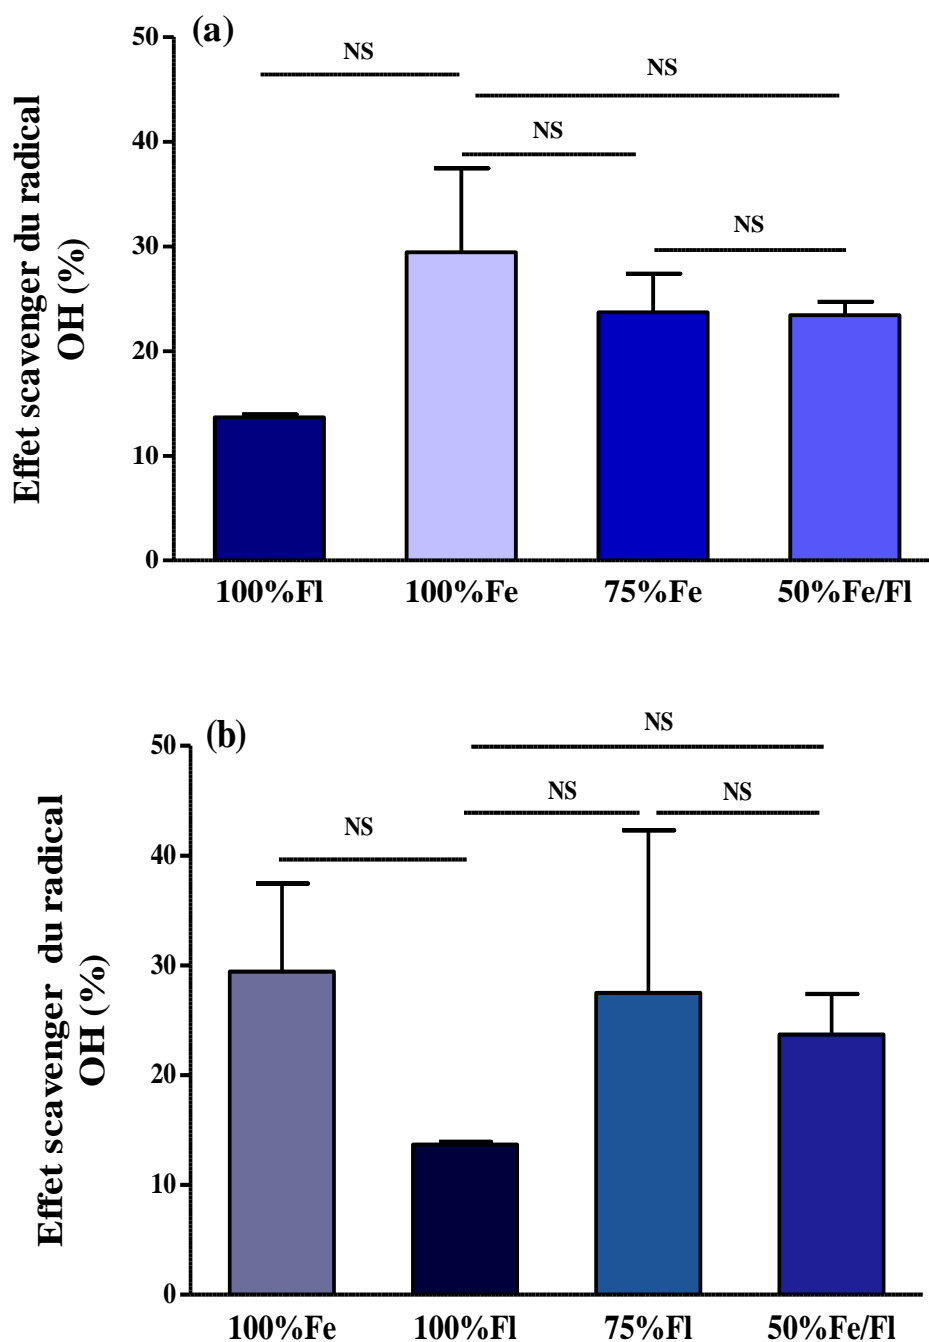 (a)
50
40
30
20
10
0
Effet scavenger du radical
OH (%)
NS
NS
NS
NS
100%Fl
100%Fe
75%Fe
50%Fe/Fl
(b)
50
40
30
20
10
0
Effet scavenger du radical
OH (%)
NS
NS
NS
NS
100%Fe
100%Fl
75%Fl
50%Fe/Fl